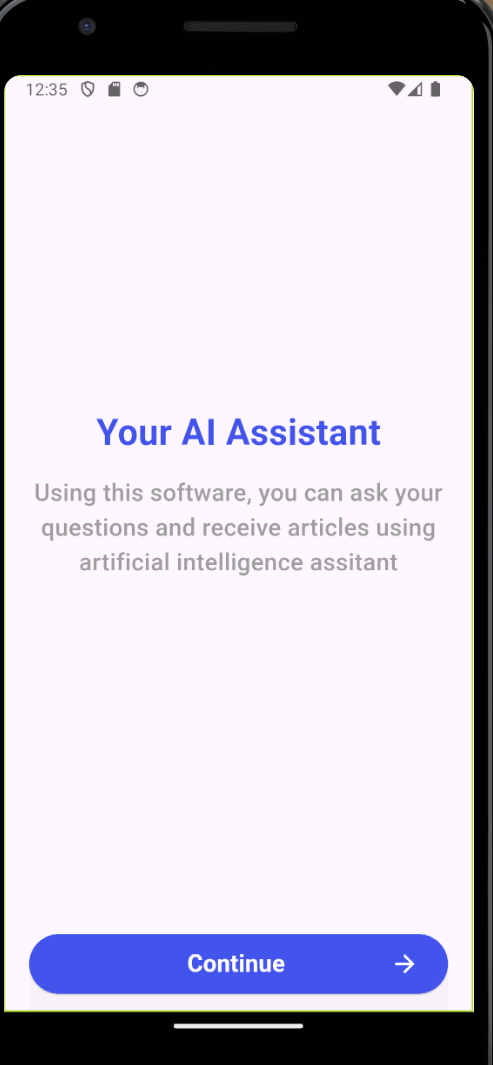 12:35
Your AI Assistant
Using this software, you can ask your
questions and receive articles using
artificial intelligence assitant
Continue